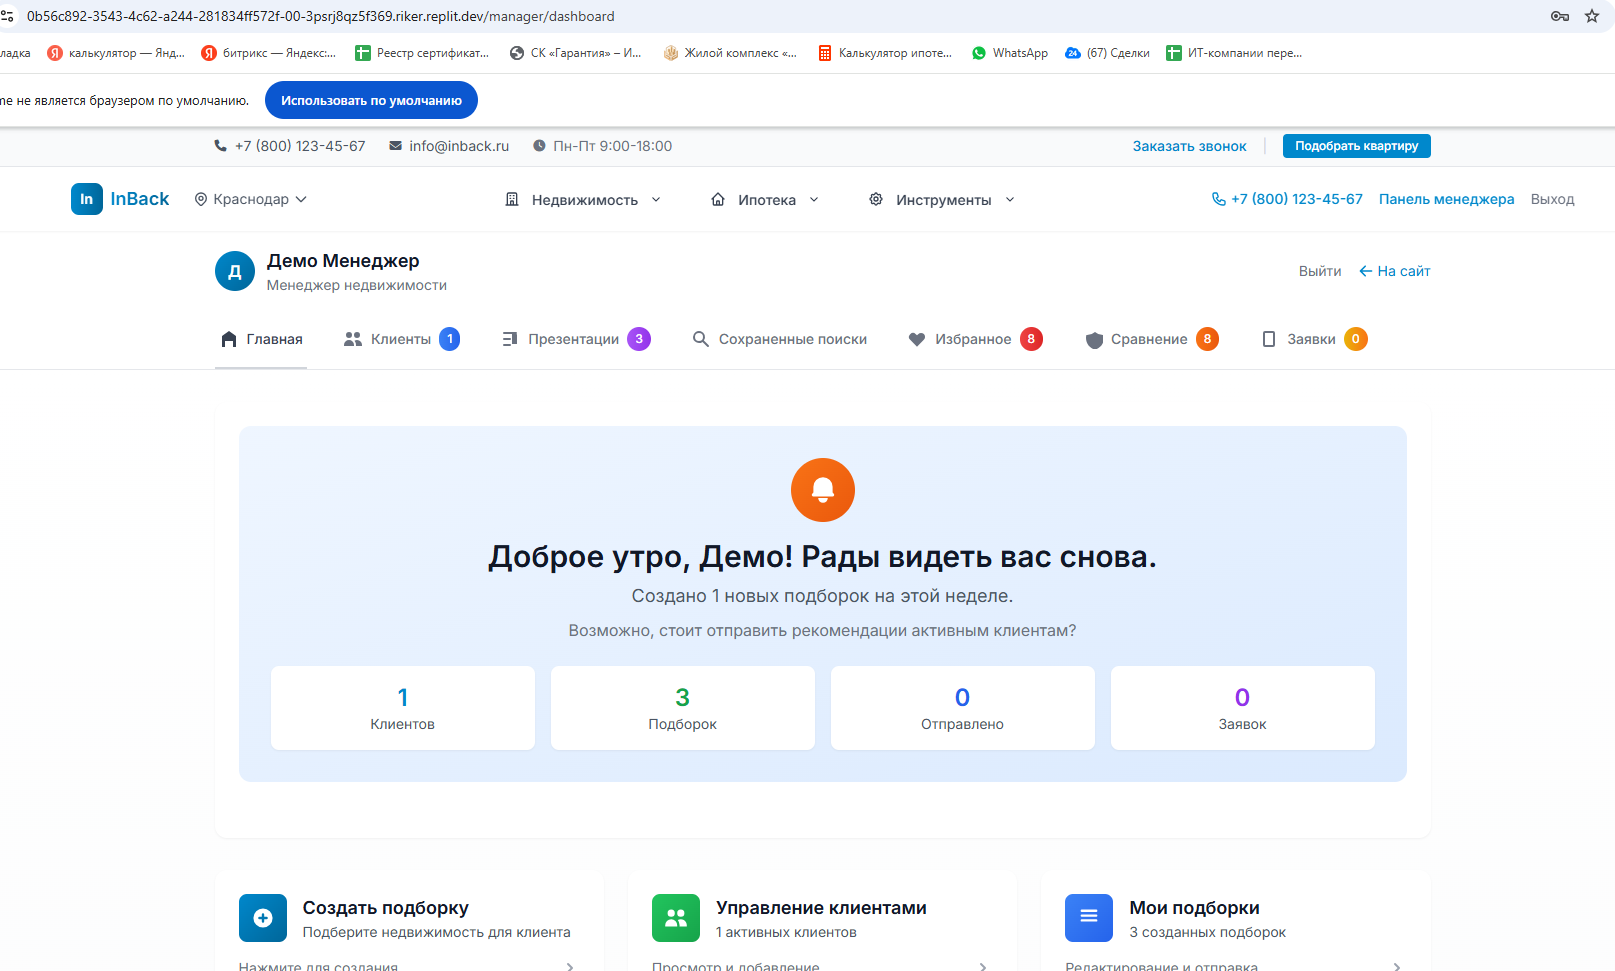 0b56c892-3543-4c62-a244-281834ff572f-00-3psrj8qz5f369.riker.replit.dev/manager/dashboard
ладка калькулятор — Янд... битрикс — Яндекс:... Реестр сертификат... СК «Гарантия» – И... Жилой комплекс «... Калькулятор ипоте... WhatsApp (67) Сделки ИТ-компании пере...
me не является браузером по умолчанию. Использовать по умолчанию
+7 (800) 123-45-67 info@inback.ru Пн-Пт 9:00-18:00 Заказать звонок Подобрать квартиру
In InBack Краснодар Недвижимость Ипотека Инструменты +7 (800) 123-45-67 Панель менеджера Выход
Д Демо Менеджер
Менеджер недвижимости
Выйти ← На сайт
Главная Клиенты 1 Презентации 3 Сохраненные поиски Избранное 8 Сравнение 8 Заявки 0
Доброе утро, Демо! Рады видеть вас снова.
Создано 1 новых подборок на этой неделе.
Возможно, стоит отправить рекомендации активным клиентам?
1 3 0 0
Клиентов Подборок Отправлено Заявок
Создать подборку Управление клиентами Мои подборки
Подберите недвижимость для клиента 1 активных клиентов 3 созданных подборок
Нажмите для создания Просмотр и добавление Редактирование и отправка